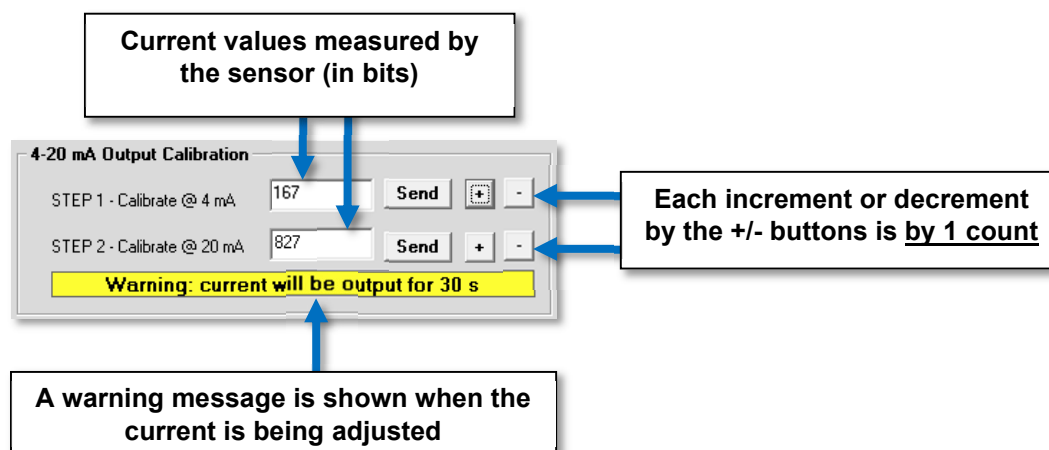 Current values measured by
the sensor (in bits)
4-20 mA Output Calibration
STEP 1 - Calibrate @ 4 mA 167 Send + -
STEP 2 - Calibrate @ 20 mA 827 Send + -
Warning: current will be output for 30 s
Each increment or decrement
by the +/- buttons is by 1 count
A warning message is shown when the
current is being adjusted